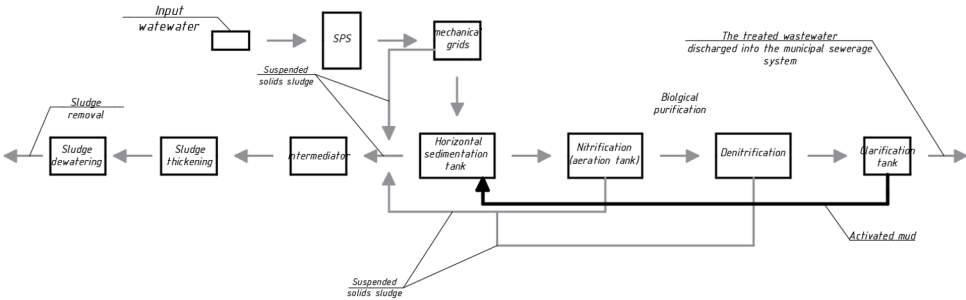 Input
watewater
SPS
mechanical
grids
The treated wastewater
discharged into the municipal sewerage
system
Suspended
solids sludge
Sludge
removal
Biolgical
purification
Sludge
dewatering
Sludge
thickening
intermediator
Horizontal
sedimentation
tank
Nitrification
(aeration tank)
Denitrification
Clarification
tank
Activated mud
Suspended
solids sludge